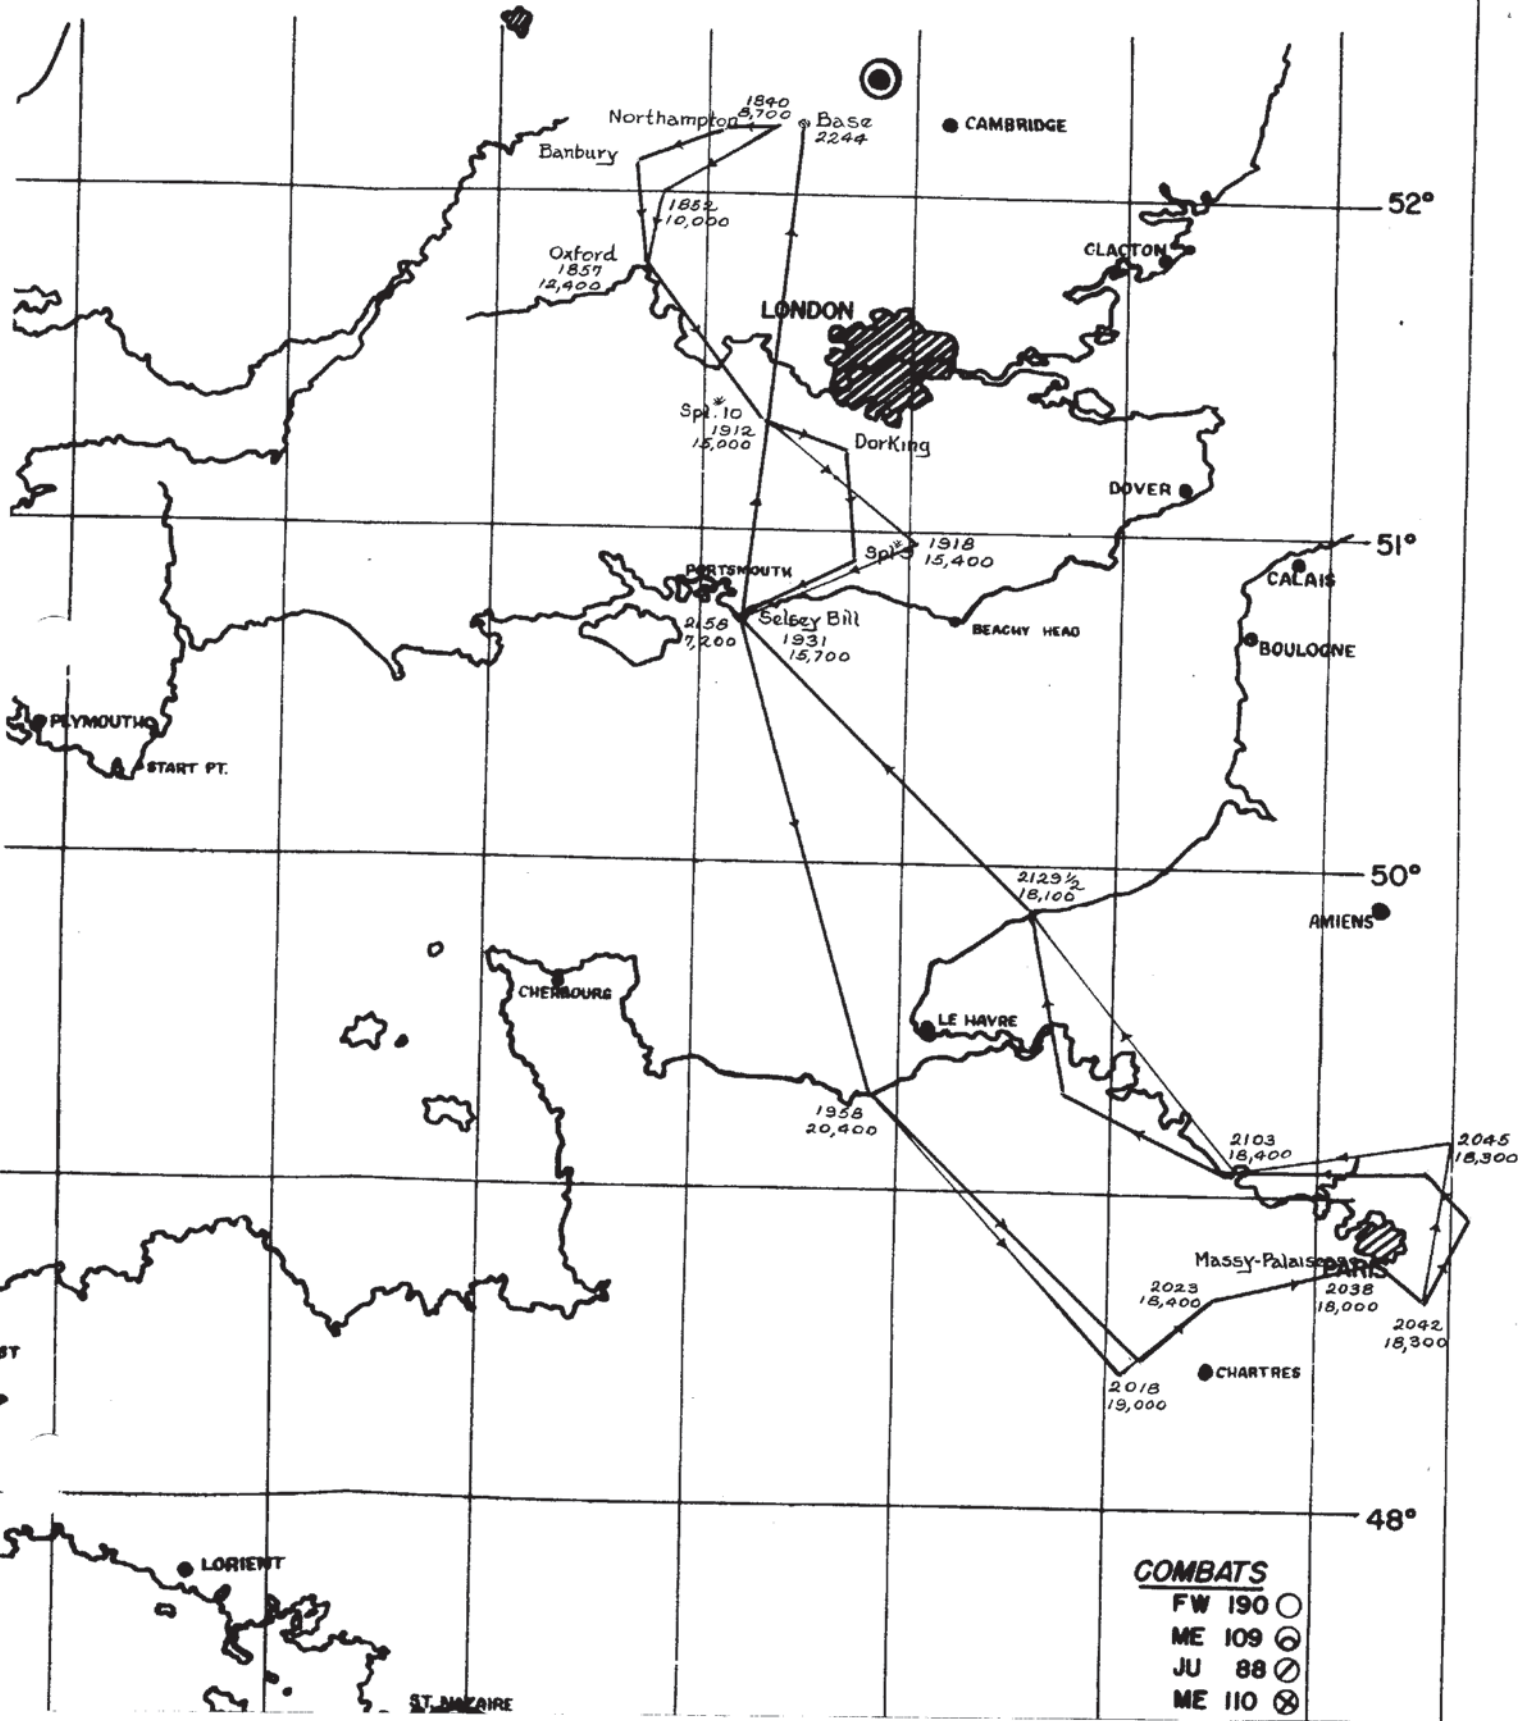 1840
8,700
Northampton
Base
2244
CAMBRIDGE
Banbury
52°
1852
10,000
CLACTON
Oxford
1857
12,400
LONDON
Spl.# 10
1912
15,000
Dorking
DOVER
51°
Spl#
1918
15,400
PORTSMOUTH
CALAIS
2158
7,200
Selsey Bill
1931
15,700
BEACHY HEAD
BOULOGNE
PLYMOUTH
START PT.
50°
2129½
18,100
AMIENS
CHERBOURG
LE HAVRE
1958
20,400
2103
18,400
2045
18,300
Massy-Palaiseau
PARIS
2023
18,400
2038
18,000
2042
18,300
ST
CHARTRES
2018
19,000
48°
LORIENT
COMBATS
FW 190
ME 109
JU 88
ME 110
ST. NAZAIRE